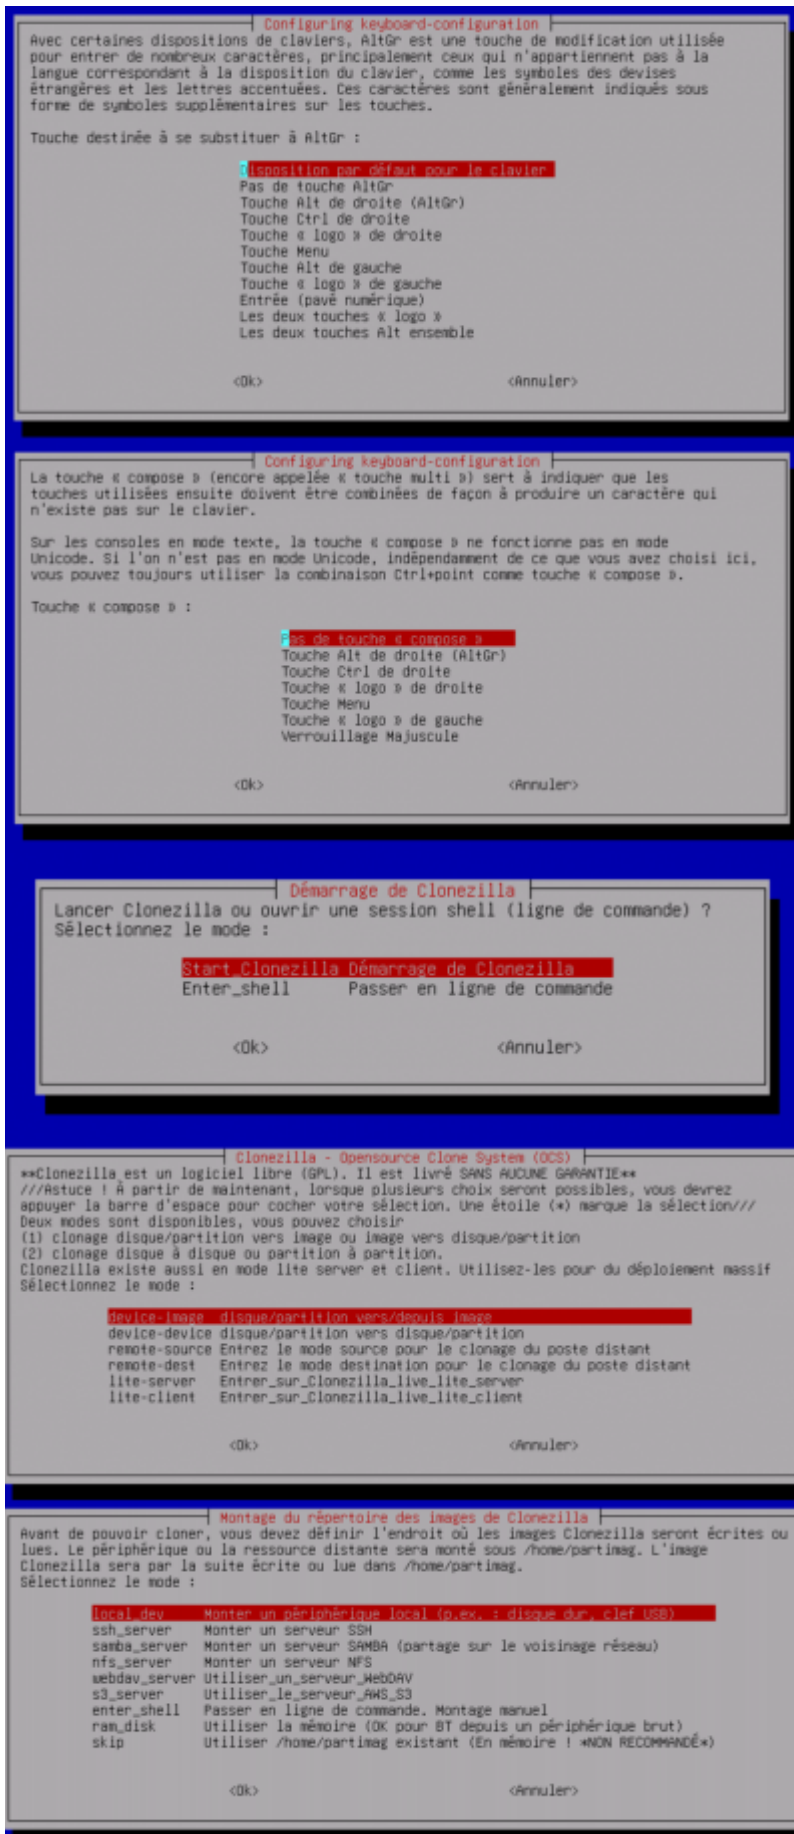 Configuring keyboard-configuration
Avec certaines dispositions de claviers, AltGr est une touche de modification utilisée
pour entrer de nombreux caractères, principalement ceux qui n'appartiennent pas à la
langue correspondant à la disposition du clavier, comme les symboles des devises
étrangères et les lettres accentuées. Ces caractères sont généralement indiqués sous
forme de symboles supplémentaires sur les touches.
Touche destinée à se substituer à AltGr :
Disposition par défaut pour le clavier
Pas de touche AltGr
Touche Alt de droite (AltGr)
Touche Ctrl de droite
Touche « logo » de droite
Touche Menu
Touche Alt de gauche
Touche « logo » de gauche
Entrée (pavé numérique)
Les deux touches « logo »
Les deux touches Alt ensemble
<Ok> <Annuler>
Configuring keyboard-configuration
La touche « compose » (encore appelée « touche multi ») sert à indiquer que les
touches utilisées ensuite doivent être combinées de façon à produire un caractère qui
n'existe pas sur le clavier.
Sur les consoles en mode texte, la touche « compose » ne fonctionne pas en mode
Unicode. Si l'on n'est pas en mode Unicode, indépendamment de ce que vous avez choisi ici,
vous pouvez toujours utiliser la combinaison Ctrl+point comme touche « compose ».
Touche « compose » :
Pas de touche « compose »
Touche Alt de droite (AltGr)
Touche Ctrl de droite
Touche « logo » de droite
Touche Menu
Touche « logo » de gauche
Verrouillage Majuscule
<Ok> <Annuler>
Démarrage de Clonezilla
Lancer Clonezilla ou ouvrir une session shell (ligne de commande) ?
Sélectionnez le mode :
Start_Clonezilla Démarrage de Clonezilla
Enter_shell Passer en ligne de commande
<Ok> <Annuler>
Clonezilla - Opensource Clone System (OCS)
**Clonezilla est un logiciel libre (GPL). Il est livré SANS AUCUNE GARANTIE**
///Astuce ! À partir de maintenant, lorsque plusieurs choix seront possibles, vous devrez
appuyer la barre d'espace pour cocher votre sélection. Une étoile (*) marque la sélection///
Deux modes sont disponibles, vous pouvez choisir
(1) clonage disque/partition vers image ou image vers disque/partition
(2) clonage disque à disque ou partition à partition.
Clonezilla existe aussi en mode lite server et client. Utilisez-les pour du déploiement massif
Sélectionnez le mode :
device-image disque/partition vers/depuis image
device-device disque/partition vers disque/partition
remote-source Entrez le mode source pour le clonage du poste distant
remote-dest Entrez le mode destination pour le clonage du poste distant
lite-server Entrer_sur_Clonezilla_live_lite_server
lite-client Entrer_sur_Clonezilla_live_lite_client
<Ok> <Annuler>
Montage du répertoire des images de Clonezilla
Avant de pouvoir cloner, vous devez définir l'endroit où les images Clonezilla seront écrites ou
lues. Le périphérique ou la ressource distante sera monté sous /home/partimag. L'image
Clonezilla sera par la suite écrite ou lue dans /home/partimag.
Sélectionnez le mode :
local_dev Monter un périphérique local (p.ex. : disque dur, clef USB)
ssh_server Monter un serveur SSH
samba_server Monter un serveur SAMBA (partage sur le voisinage réseau)
nfs_server Monter un serveur NFS
webdav_server Utiliser_un_serveur_WebDAV
s3_server Utiliser_le_serveur_AWS_S3
enter_shell Passer en ligne de commande. Montage manuel
ram_disk Utiliser la mémoire (OK pour BT depuis un périphérique brut)
skip Utiliser /home/partimag existant (En mémoire ! *NON RECOMMANDÉ*)
<Ok> <Annuler>